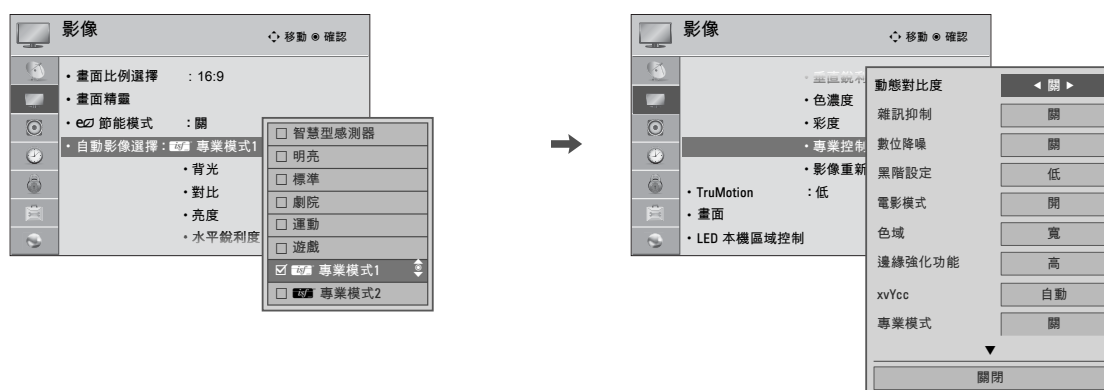 影像
移動 ◉ 確認
• 畫面比例選擇 : 16:9
• 畫面精靈
• 節能模式 : 關
• 自動影像選擇 : isf 專業模式1
• 背光
• 對比
• 亮度
• 水平銳利度
☐ 智慧型感測器
☐ 明亮
☐ 標準
☐ 劇院
☐ 運動
☐ 遊戲
☑ isf 專業模式1
☐ isf 專業模式2
➡
影像
移動 ◉ 確認
• 垂直銳利
• 色濃度
• 彩度
• 專業控制
• 影像重新
• TruMotion : 低
• 畫面
• LED 本機區域控制
動態對比度 ◀ 關 ▶
雜訊抑制 關
數位降噪 關
黑階設定 低
電影模式 開
色域 寬
邊緣強化功能 高
xvYcc 自動
專業模式 關
▼
關閉